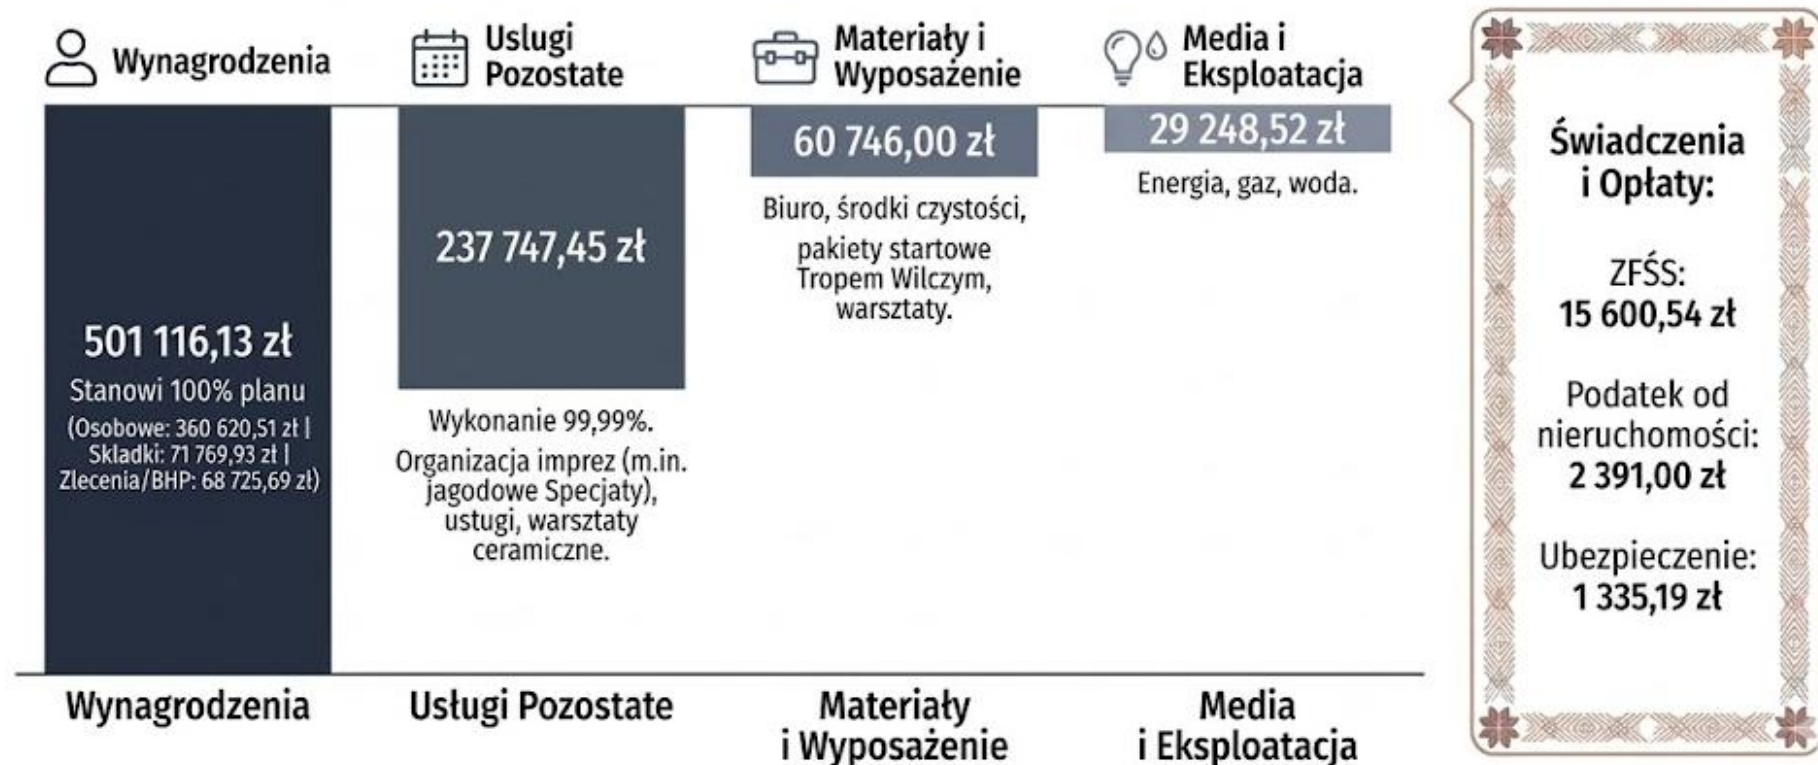 Wynagrodzenia
501 116,13 zł
Stanowi 100% planu
(Osobowe: 360 620,51 zł |
Skladki: 71 769,93 zł |
Zlecenia/BHP: 68 725,69 zł)
Wynagrodzenia
Uslugi
Pozostate
237 747,45 zł
Wykonanie 99,99%.
Organizacja imprez (m.in.
jagodowe Specjaty),
ustugi, warsztaty
ceramiczne.
Usługi Pozostate
Materiały i
Wyposażenie
60 746,00 zł
Biuro, środki czystości,
pakiety startowe
Tropem Wilczym,
warsztaty.
Materiały
i Wyposażenie
Media i
Eksploatacja
29 248,52 zł
Energia, gaz, woda.
Media
i Eksploatacja
Świadczenia
i Opłaty:
ZFŚS:
15 600,54 zł
Podatek od
nieruchomości:
2 391,00 zł
Ubezpieczenie:
1 335,19 zł